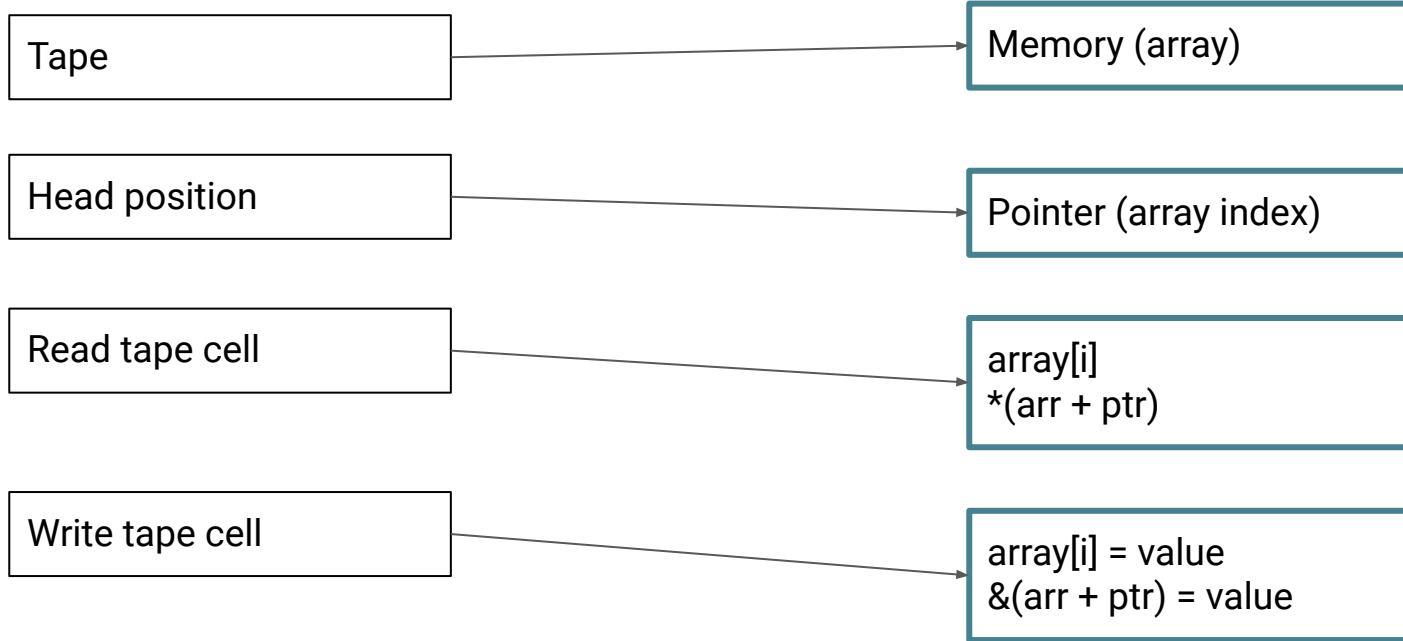 Tape
Memory (array)
Head position
Pointer (array index)
Read tape cell
array[i]
*(arr + ptr)
Write tape cell
array[i] = value
&(arr + ptr) = value